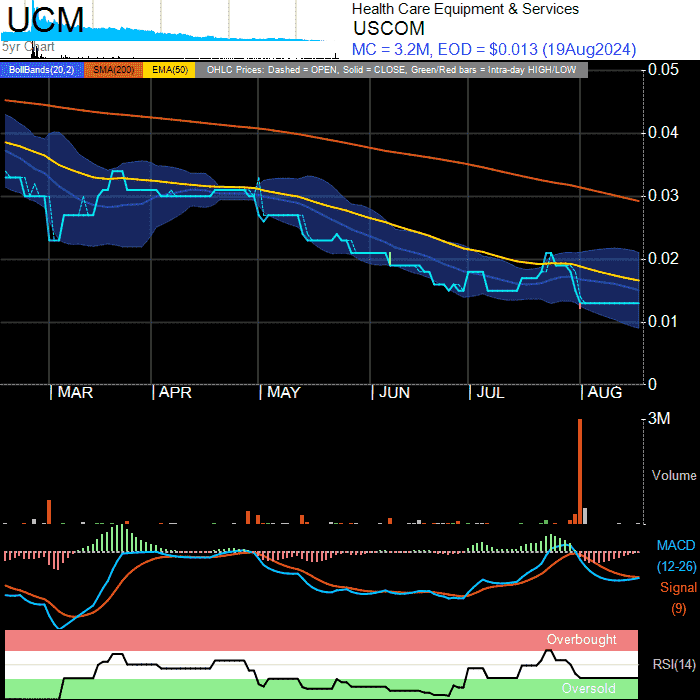 UCM
5yr Chart
Health Care Equipment & Services
USCOM
MC = 3.2M, EOD = $0.013 (19Aug2024)
BollBands(20,2) SMA(200) EMA(50) OHLC Prices: Dashed = OPEN, Solid = CLOSE, Green/Red bars = Intra-day HIGH/LOW
0.05
0.04
0.03
0.02
0.01
0
MAR APR MAY JUN JUL AUG
3M
Volume
MACD
(12-26)
Signal
(9)
Overbought
RSI(14)
Oversold